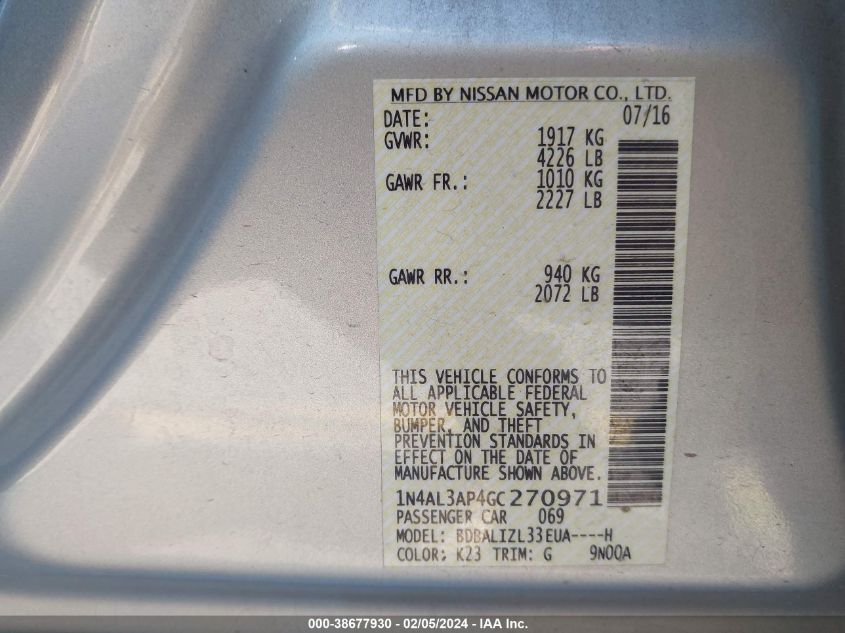 MFD BY NISSAN MOTOR CO., LTD.
DATE: 07/16
GVWR: 1917 KG
4226 LB
GAWR FR.: 1010 KG
2227 LB
GAWR RR.: 940 KG
2072 LB
THIS VEHICLE CONFORMS TO
ALL APPLICABLE FEDERAL
MOTOR VEHICLE SAFETY,
BUMPER, AND THEFT
PREVENTION STANDARDS IN
EFFECT ON THE DATE OF
MANUFACTURE SHOWN ABOVE.
1N4AL3AP4GC270971
PASSENGER CAR 069
MODEL: BDBALIZL33EUA----H
COLOR: K23 TRIM: G 9N00A
000-38677930 - 02/05/2024 - IAA Inc.